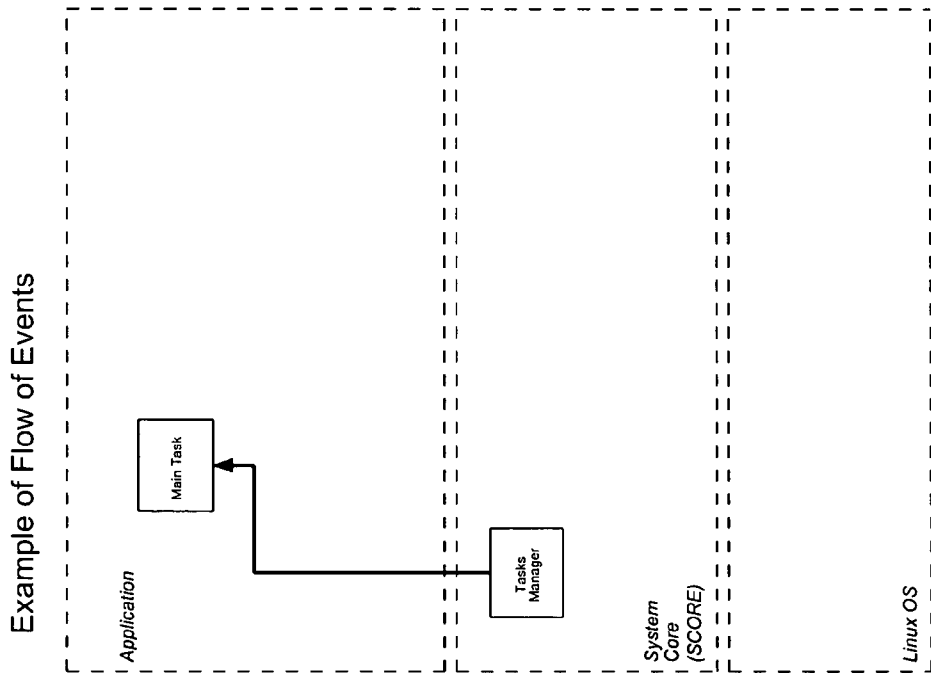 Example of Flow of Events
Application
Main Task
Tasks
Manager
System
Core
(SCORE)
Linux OS